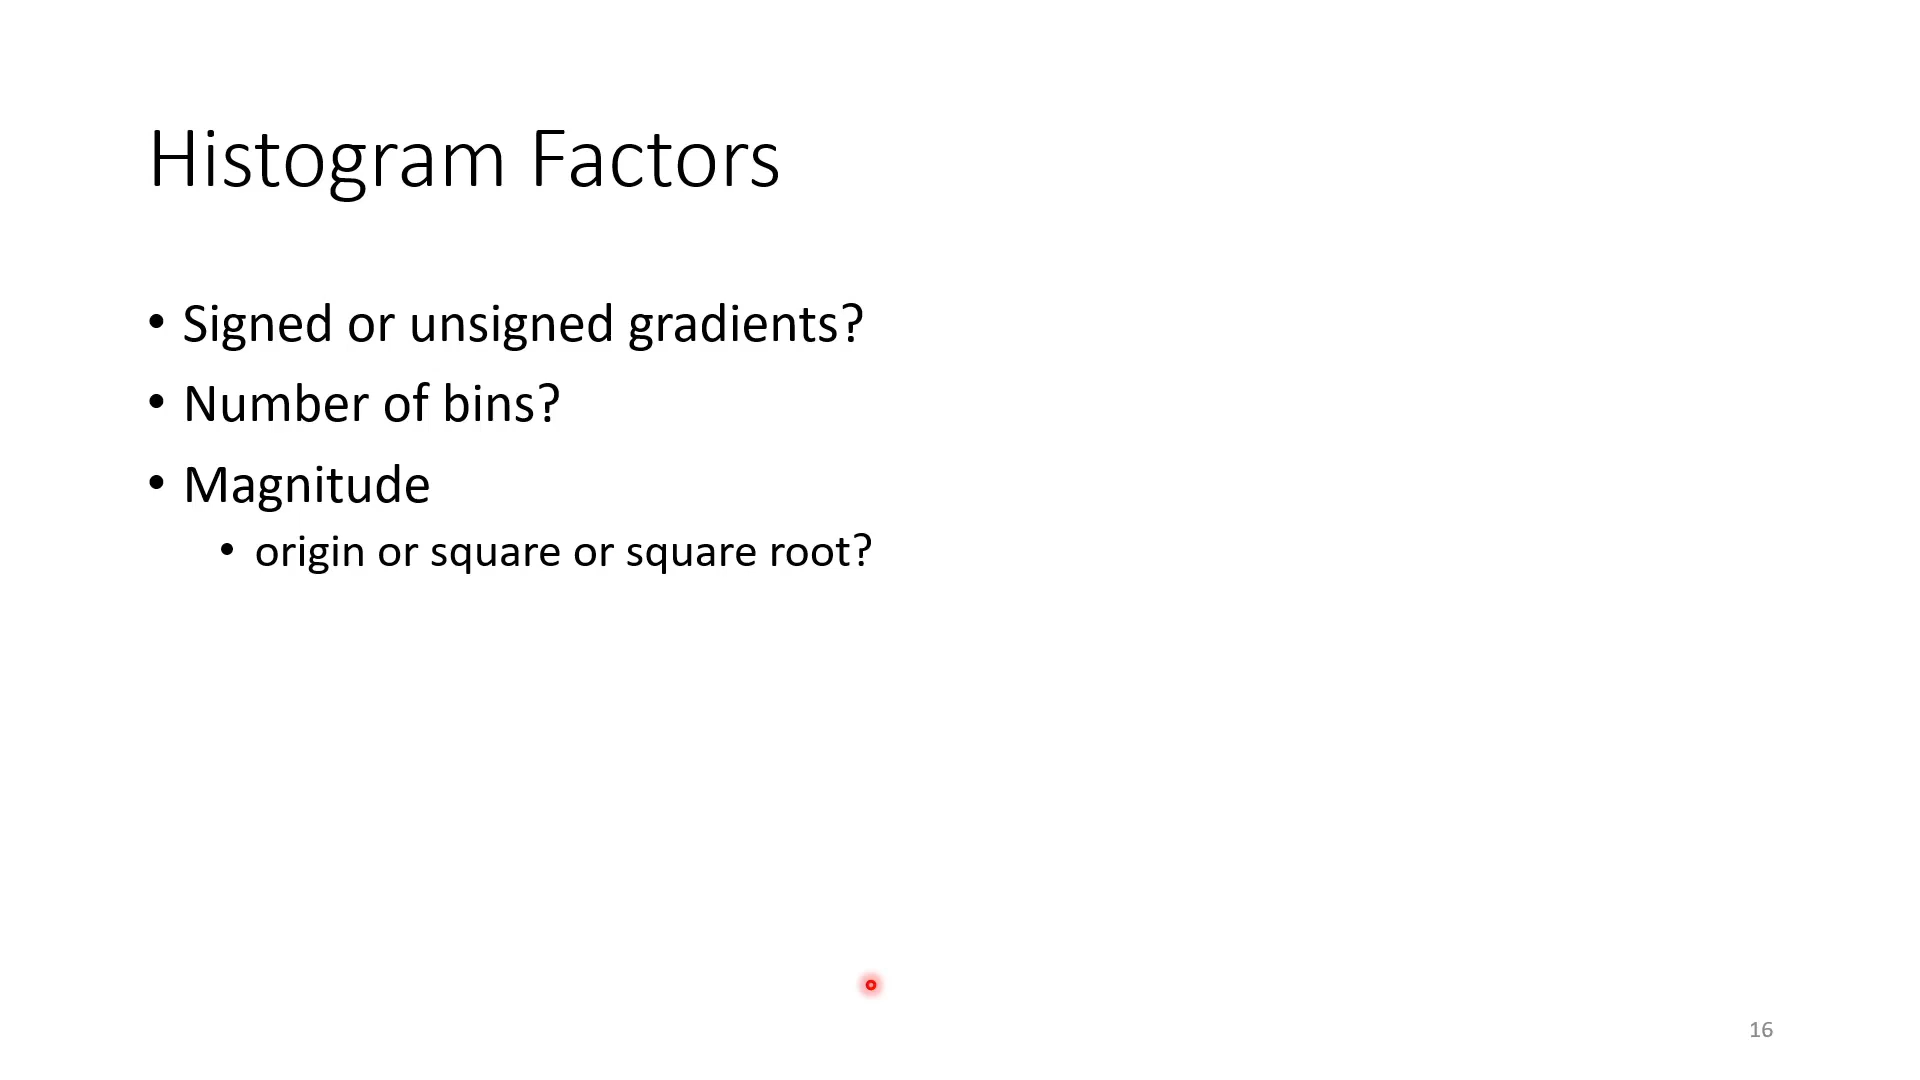 Histogram Factors
• Signed or unsigned gradients?
• Number of bins?
• Magnitude
• origin or square or square root?
16